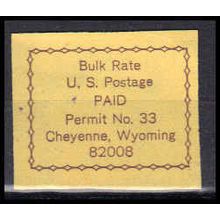 Bulk Rate
U. S. Postage
PAID
Permit No. 33
Cheyenne, Wyoming
82008